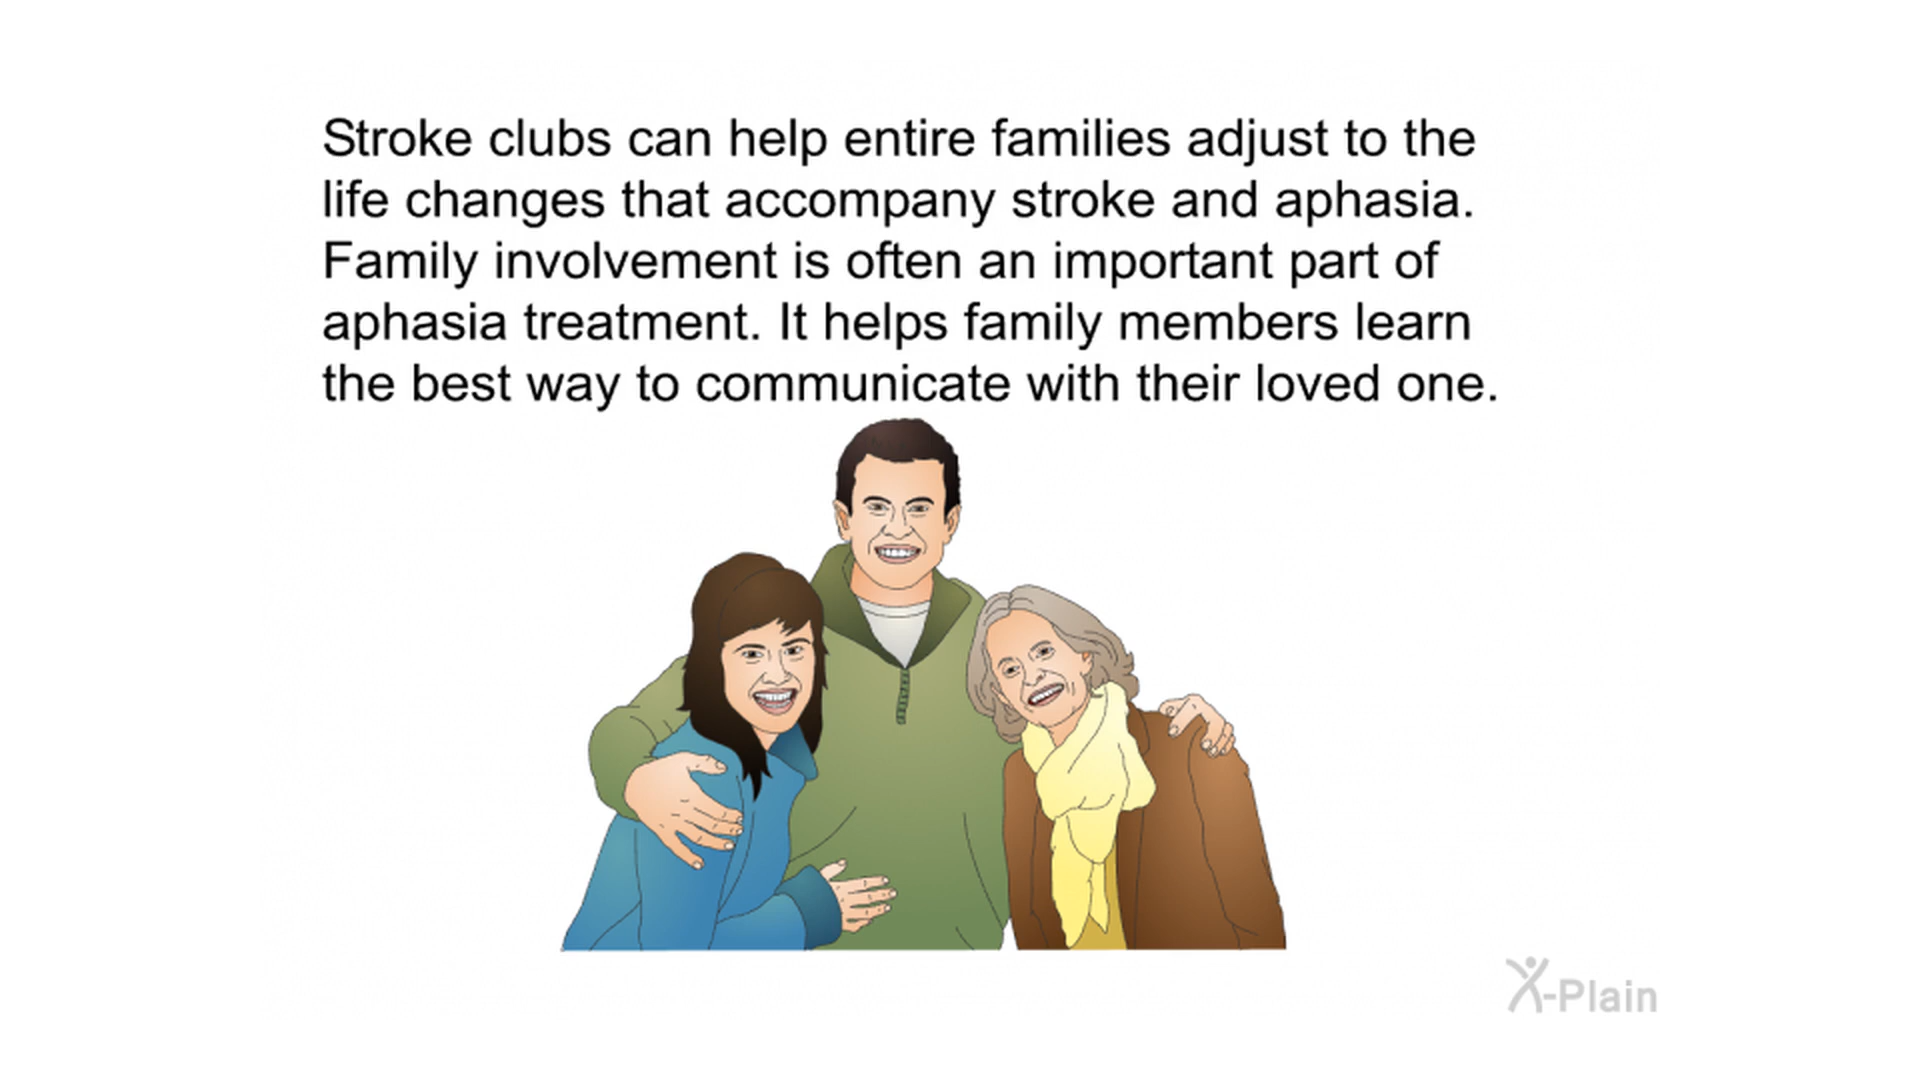 Stroke clubs can help entire families adjust to the
life changes that accompany stroke and aphasia.
Family involvement is often an important part of
aphasia treatment. It helps family members learn
the best way to communicate with their loved one.
X-Plain